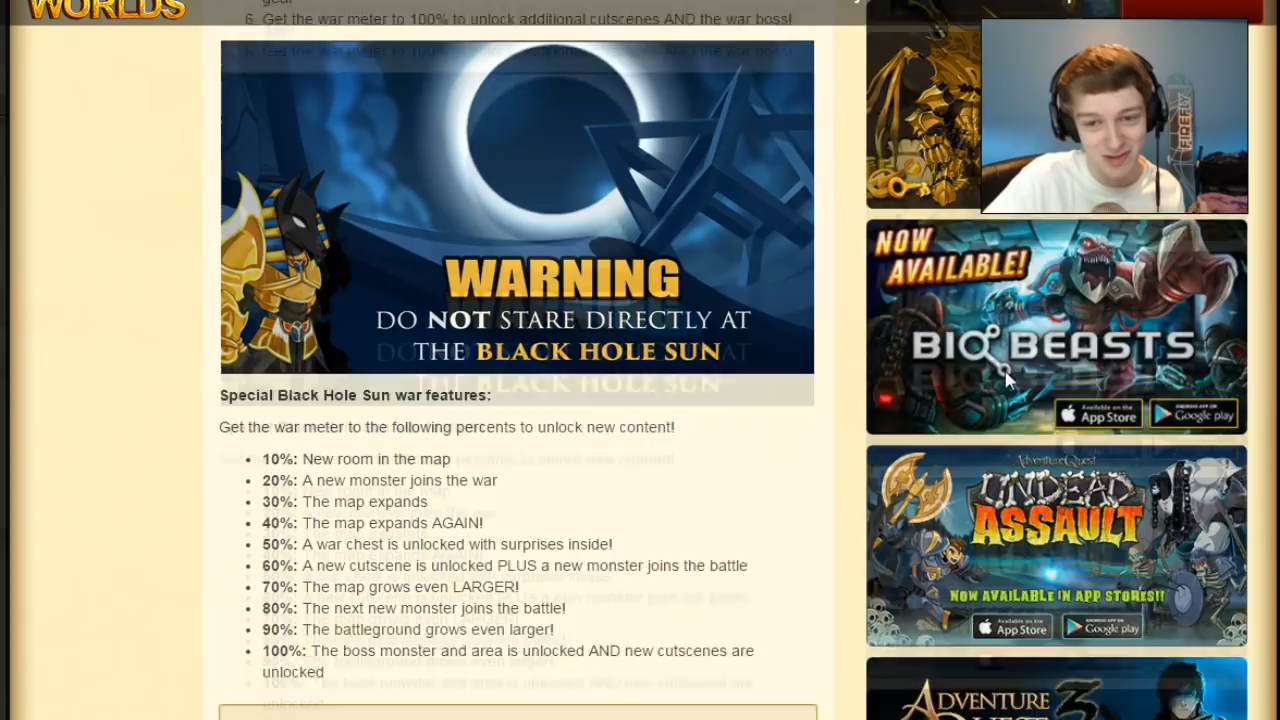 WORLDS
6. Get the war meter to 100% to unlock additional cutscenes AND the war boss!
WARNING
DO NOT STARE DIRECTLY AT
THE BLACK HOLE SUN
Special Black Hole Sun war features:
Get the war meter to the following percents to unlock new content!
• 10%: New room in the map
• 20%: A new monster joins the war
• 30%: The map expands
• 40%: The map expands AGAIN!
• 50%: A war chest is unlocked with surprises inside!
• 60%: A new cutscene is unlocked PLUS a new monster joins the battle
• 70%: The map grows even LARGER!
• 80%: The next new monster joins the battle!
• 90%: The battleground grows even larger!
• 100%: The boss monster and area is unlocked AND new cutscenes are
unlocked
FIREFLY
NOW
AVAILABLE!
BIO BEASTS
Available on the
App Store
ANDROID APP ON
Google play
AdventureQuest
UNDEAD
ASSAULT
NOW AVAILABLE IN APP STORES!!
Available on the
App Store
ANDROID APP ON
Google play
ADVENTURE
QUEST 3